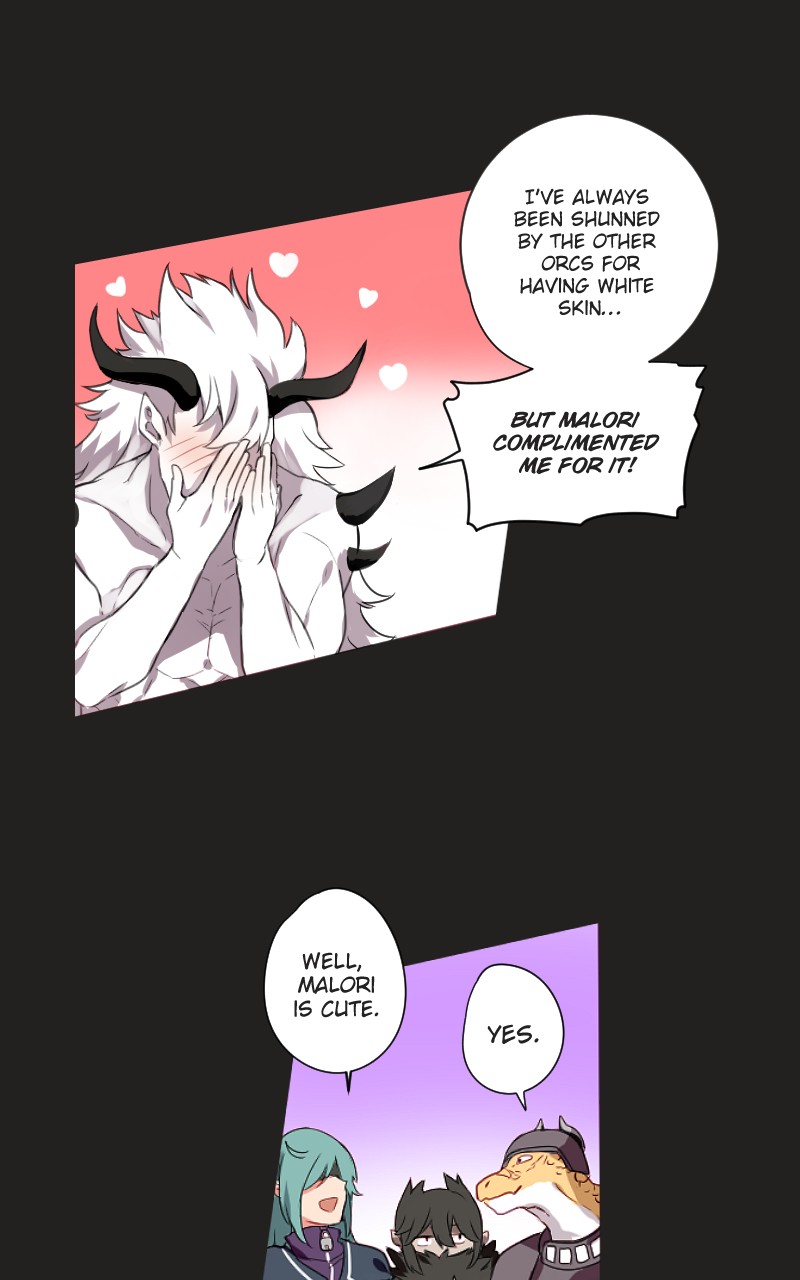 I'VE ALWAYS
BEEN SHUNNED
BY THE OTHER
ORCS FOR
HAVING WHITE
SKIN...
BUT MALORI
COMPLIMENTED
ME FOR IT!
WELL,
MALORI
IS CUTE.
YES.